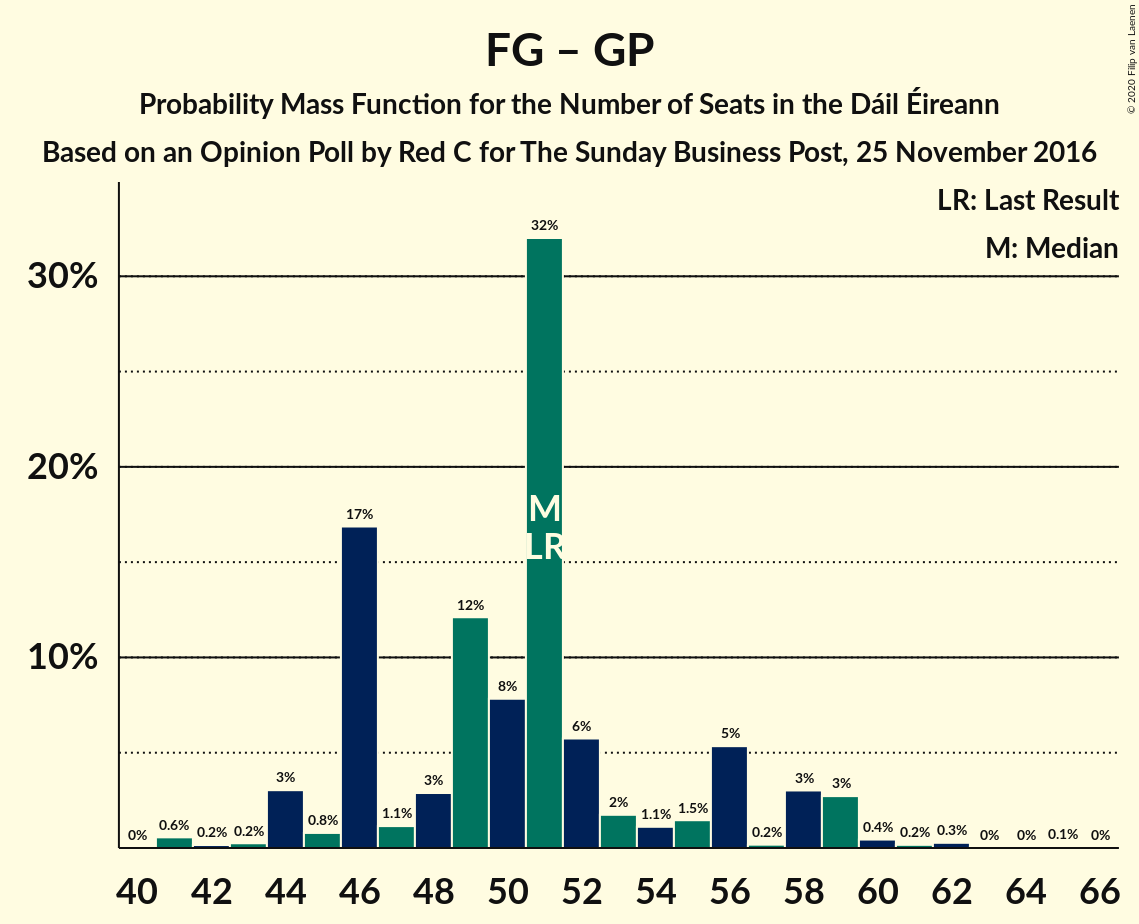 FG – GP
Probability Mass Function for the Number of Seats in the Dáil Éireann
Based on an Opinion Poll by Red C for The Sunday Business Post, 25 November 2016
© 2020 Filip van Laenen
LR: Last Result
M: Median
30%
20%
10%
0% 0.6% 0.2% 0.2% 3% 0.8% 17% 1.1% 3% 12% 8% 32% 6% 2% 1.1% 1.5% 5% 0.2% 3% 3% 0.4% 0.2% 0.3% 0% 0% 0.1% 0%
M
LR
40 42 44 46 48 50 52 54 56 58 60 62 64 66